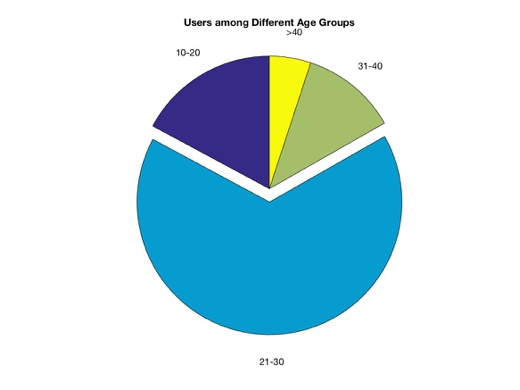 Users among Different Age Groups
>40
10-20
31-40
21-30